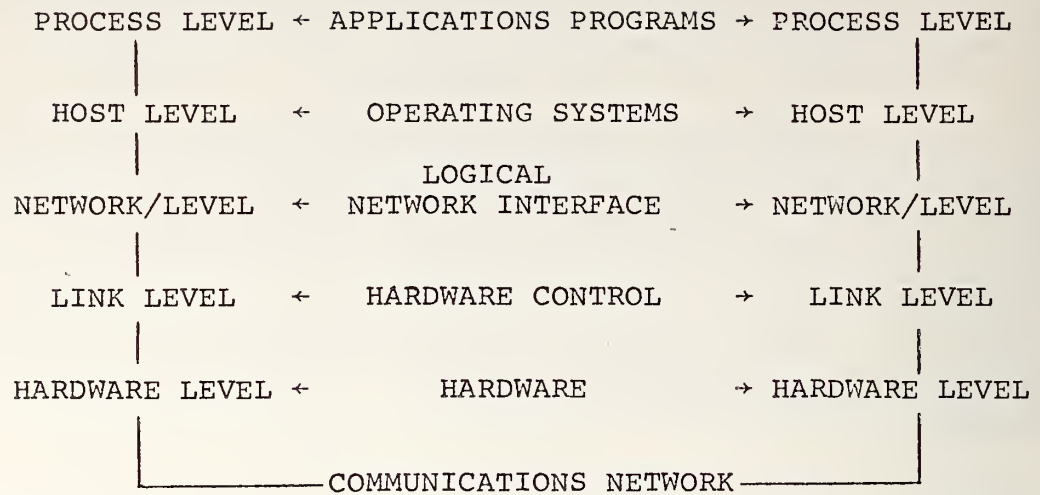 PROCESS LEVEL ← APPLICATIONS PROGRAMS → PROCESS LEVEL
HOST LEVEL ← OPERATING SYSTEMS → HOST LEVEL
LOGICAL
NETWORK/LEVEL ← NETWORK INTERFACE → NETWORK/LEVEL
LINK LEVEL ← HARDWARE CONTROL → LINK LEVEL
HARDWARE LEVEL ← HARDWARE → HARDWARE LEVEL
COMMUNICATIONS NETWORK